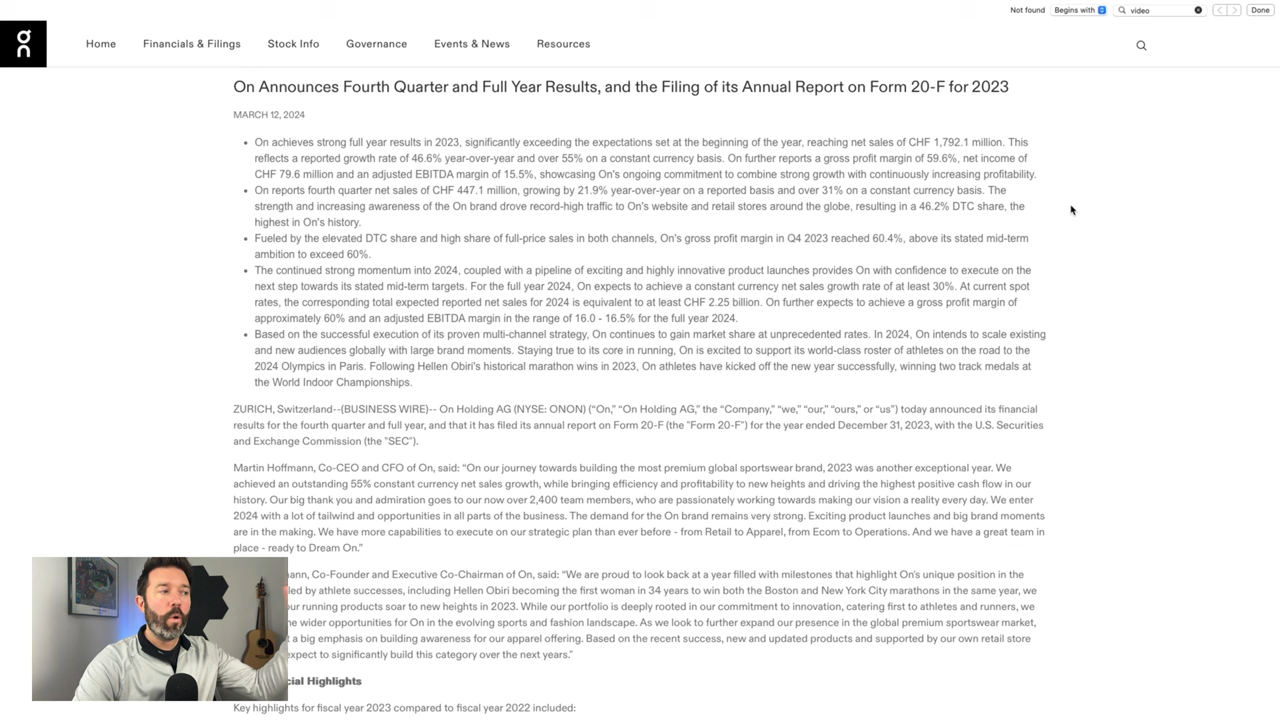 Not found Begins with video Done
on
Home Financials & Filings Stock Info Governance Events & News Resources
On Announces Fourth Quarter and Full Year Results, and the Filing of its Annual Report on Form 20-F for 2023
MARCH 12, 2024
• On achieves strong full year results in 2023, significantly exceeding the expectations set at the beginning of the year, reaching net sales of CHF 1,792.1 million. This
reflects a reported growth rate of 46.6% year-over-year and over 55% on a constant currency basis. On further reports a gross profit margin of 59.6%, net income of
CHF 79.6 million and an adjusted EBITDA margin of 15.5%, showcasing On's ongoing commitment to combine strong growth with continuously increasing profitability.
• On reports fourth quarter net sales of CHF 447.1 million, growing by 21.9% year-over-year on a reported basis and over 31% on a constant currency basis. The
strength and increasing awareness of the On brand drove record-high traffic to On's website and retail stores around the globe, resulting in a 46.2% DTC share, the
highest in On's history.
• Fueled by the elevated DTC share and high share of full-price sales in both channels, On's gross profit margin in Q4 2023 reached 60.4%, above its stated mid-term
ambition to exceed 60%.
• The continued strong momentum into 2024, coupled with a pipeline of exciting and highly innovative product launches provides On with confidence to execute on the
next step towards its stated mid-term targets. For the full year 2024, On expects to achieve a constant currency net sales growth rate of at least 30%. At current spot
rates, the corresponding total expected reported net sales for 2024 is equivalent to at least CHF 2.25 billion. On further expects to achieve a gross profit margin of
approximately 60% and an adjusted EBITDA margin in the range of 16.0 - 16.5% for the full year 2024.
• Based on the successful execution of its proven multi-channel strategy, On continues to gain market share at unprecedented rates. In 2024, On intends to scale existing
and new audiences globally with large brand moments. Staying true to its core in running, On is excited to support its world-class roster of athletes on the road to the
2024 Olympics in Paris. Following Hellen Obiri's historical marathon wins in 2023, On athletes have kicked off the new year successfully, winning two track medals at
the World Indoor Championships.
ZURICH, Switzerland--(BUSINESS WIRE)-- On Holding AG (NYSE: ONON) (“On,” “On Holding AG,” the “Company,” “we,” “our,” “ours,” or “us”) today announced its financial
results for the fourth quarter and full year, and that it has filed its annual report on Form 20-F (the "Form 20-F") for the year ended December 31, 2023, with the U.S. Securities
and Exchange Commission (the "SEC").
Martin Hoffmann, Co-CEO and CFO of On, said: “On our journey towards building the most premium global sportswear brand, 2023 was another exceptional year. We
achieved an outstanding 55% constant currency net sales growth, while bringing efficiency and profitability to new heights and driving the highest positive cash flow in our
history. Our big thank you and admiration goes to our now over 2,400 team members, who are passionately working towards making our vision a reality every day. We enter
2024 with a lot of tailwind and opportunities in all parts of the business. The demand for the On brand remains very strong. Exciting product launches and big brand moments
are in the making. We have more capabilities to execute on our strategic plan than ever before - from Retail to Apparel, from Ecom to Operations. And we have a great team in
place - ready to Dream On.”
mann, Co-Founder and Executive Co-Chairman of On, said: “We are proud to look back at a year filled with milestones that highlight On's unique position in the
led by athlete successes, including Hellen Obiri becoming the first woman in 34 years to win both the Boston and New York City marathons in the same year, we
our running products soar to new heights in 2023. While our portfolio is deeply rooted in our commitment to innovation, catering first to athletes and runners, we
e wider opportunities for On in the evolving sports and fashion landscape. As we look to further expand our presence in the global premium sportswear market,
t a big emphasis on building awareness for our apparel offering. Based on the recent success, new and updated products and supported by our own retail store
expect to significantly build this category over the next years.”
cial Highlights
Key highlights for fiscal year 2023 compared to fiscal year 2022 included: